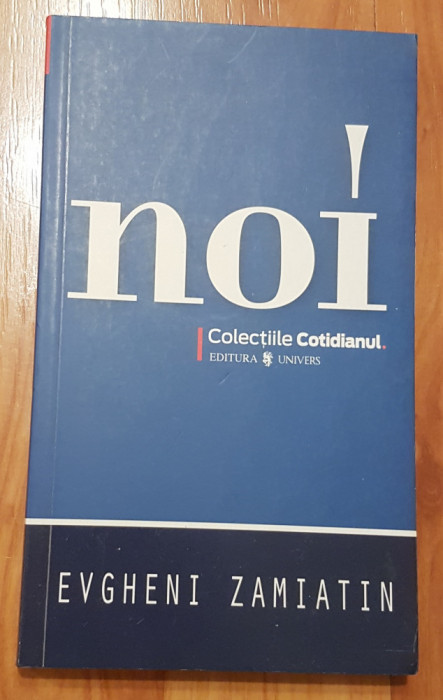 noi
Colecțiile Cotidianul.
EDITURA UNIVERS
EVGHENI ZAMIATIN